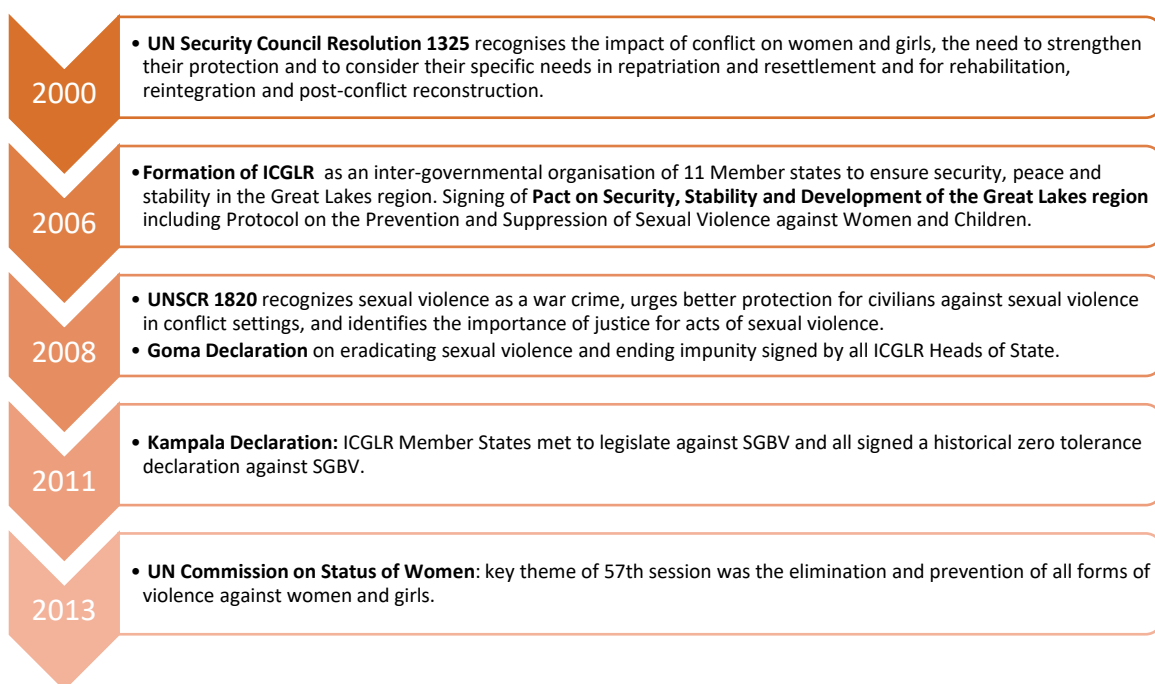 2000
• UN Security Council Resolution 1325 recognises the impact of conflict on women and girls, the need to strengthen
their protection and to consider their specific needs in repatriation and resettlement and for rehabilitation,
reintegration and post-conflict reconstruction.
2006
•Formation of ICGLR as an inter-governmental organisation of 11 Member states to ensure security, peace and
stability in the Great Lakes region. Signing of Pact on Security, Stability and Development of the Great Lakes region
including Protocol on the Prevention and Suppression of Sexual Violence against Women and Children.
2008
• UNSCR 1820 recognizes sexual violence as a war crime, urges better protection for civilians against sexual violence
in conflict settings, and identifies the importance of justice for acts of sexual violence.
• Goma Declaration on eradicating sexual violence and ending impunity signed by all ICGLR Heads of State.
2011
• Kampala Declaration: ICGLR Member States met to legislate against SGBV and all signed a historical zero tolerance
declaration against SGBV.
2013
• UN Commission on Status of Women: key theme of 57th session was the elimination and prevention of all forms of
violence against women and girls.